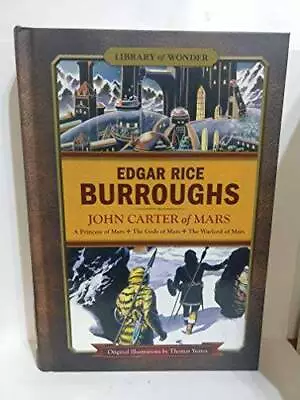 LIBRARY of WONDER
EDGAR RICE
BURROUGHS
JOHN CARTER of MARS
A Princess of Mars ✦ The Gods of Mars ✦ The Warlord of Mars
Original Illustrations by Thomas Yeates